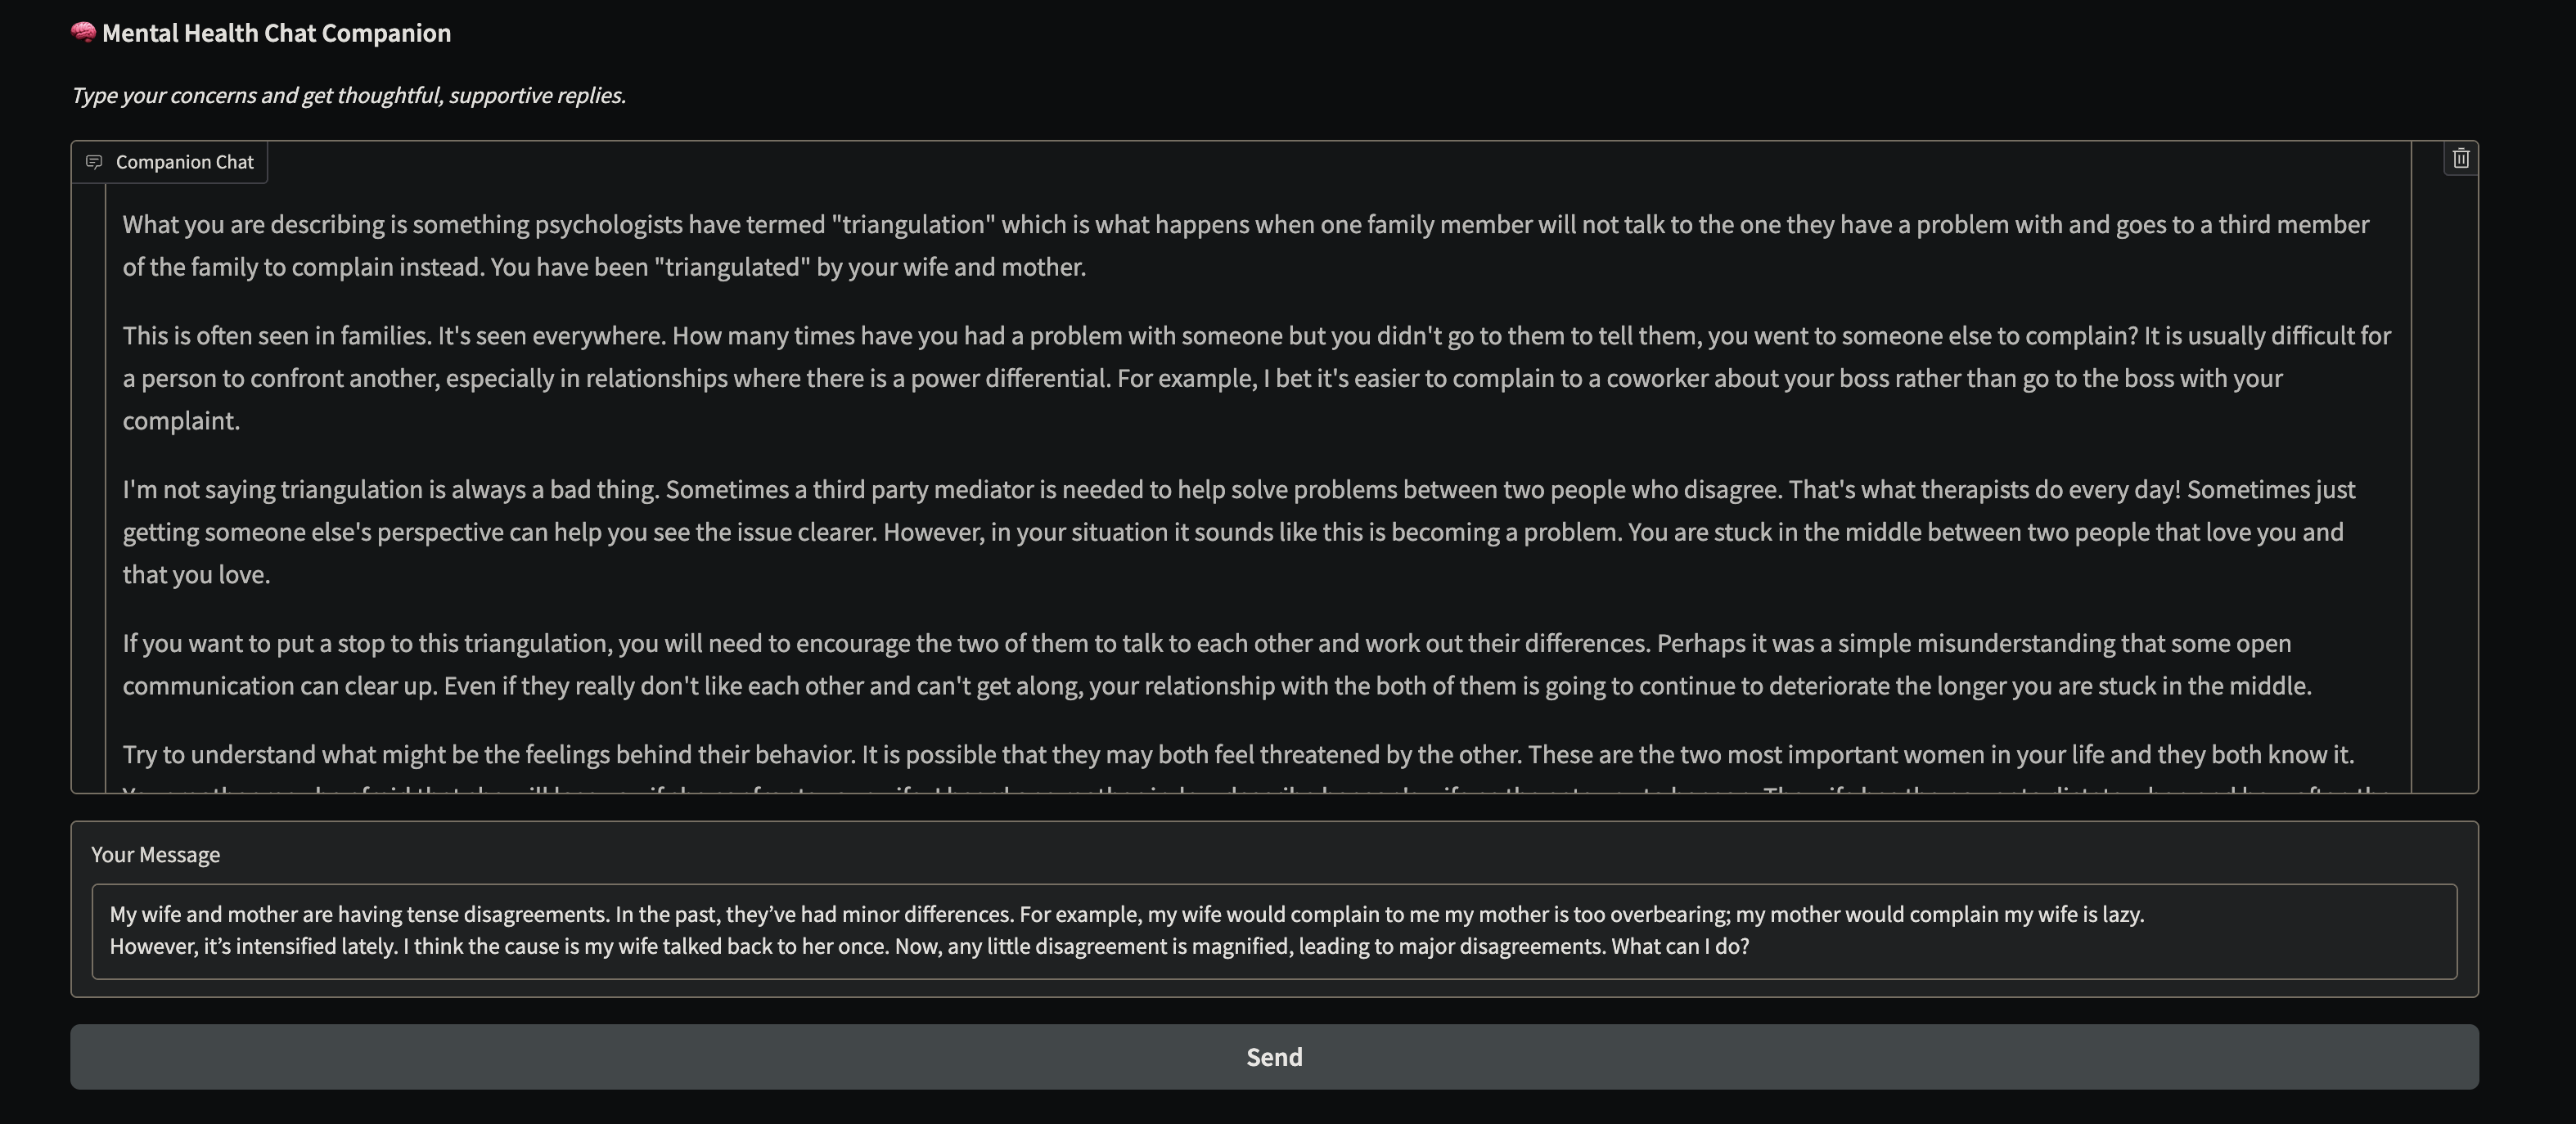 🧠 Mental Health Chat Companion
Type your concerns and get thoughtful, supportive replies.
Companion Chat
What you are describing is something psychologists have termed "triangulation" which is what happens when one family member will not talk to the one they have a problem with and goes to a third member
of the family to complain instead. You have been "triangulated" by your wife and mother.
This is often seen in families. It's seen everywhere. How many times have you had a problem with someone but you didn't go to them to tell them, you went to someone else to complain? It is usually difficult for
a person to confront another, especially in relationships where there is a power differential. For example, I bet it's easier to complain to a coworker about your boss rather than go to the boss with your
complaint.
I'm not saying triangulation is always a bad thing. Sometimes a third party mediator is needed to help solve problems between two people who disagree. That's what therapists do every day! Sometimes just
getting someone else's perspective can help you see the issue clearer. However, in your situation it sounds like this is becoming a problem. You are stuck in the middle between two people that love you and
that you love.
If you want to put a stop to this triangulation, you will need to encourage the two of them to talk to each other and work out their differences. Perhaps it was a simple misunderstanding that some open
communication can clear up. Even if they really don't like each other and can't get along, your relationship with the both of them is going to continue to deteriorate the longer you are stuck in the middle.
Try to understand what might be the feelings behind their behavior. It is possible that they may both feel threatened by the other. These are the two most important women in your life and they both know it.
Your Message
My wife and mother are having tense disagreements. In the past, they’ve had minor differences. For example, my wife would complain to me my mother is too overbearing; my mother would complain my wife is lazy.
However, it’s intensified lately. I think the cause is my wife talked back to her once. Now, any little disagreement is magnified, leading to major disagreements. What can I do?
Send